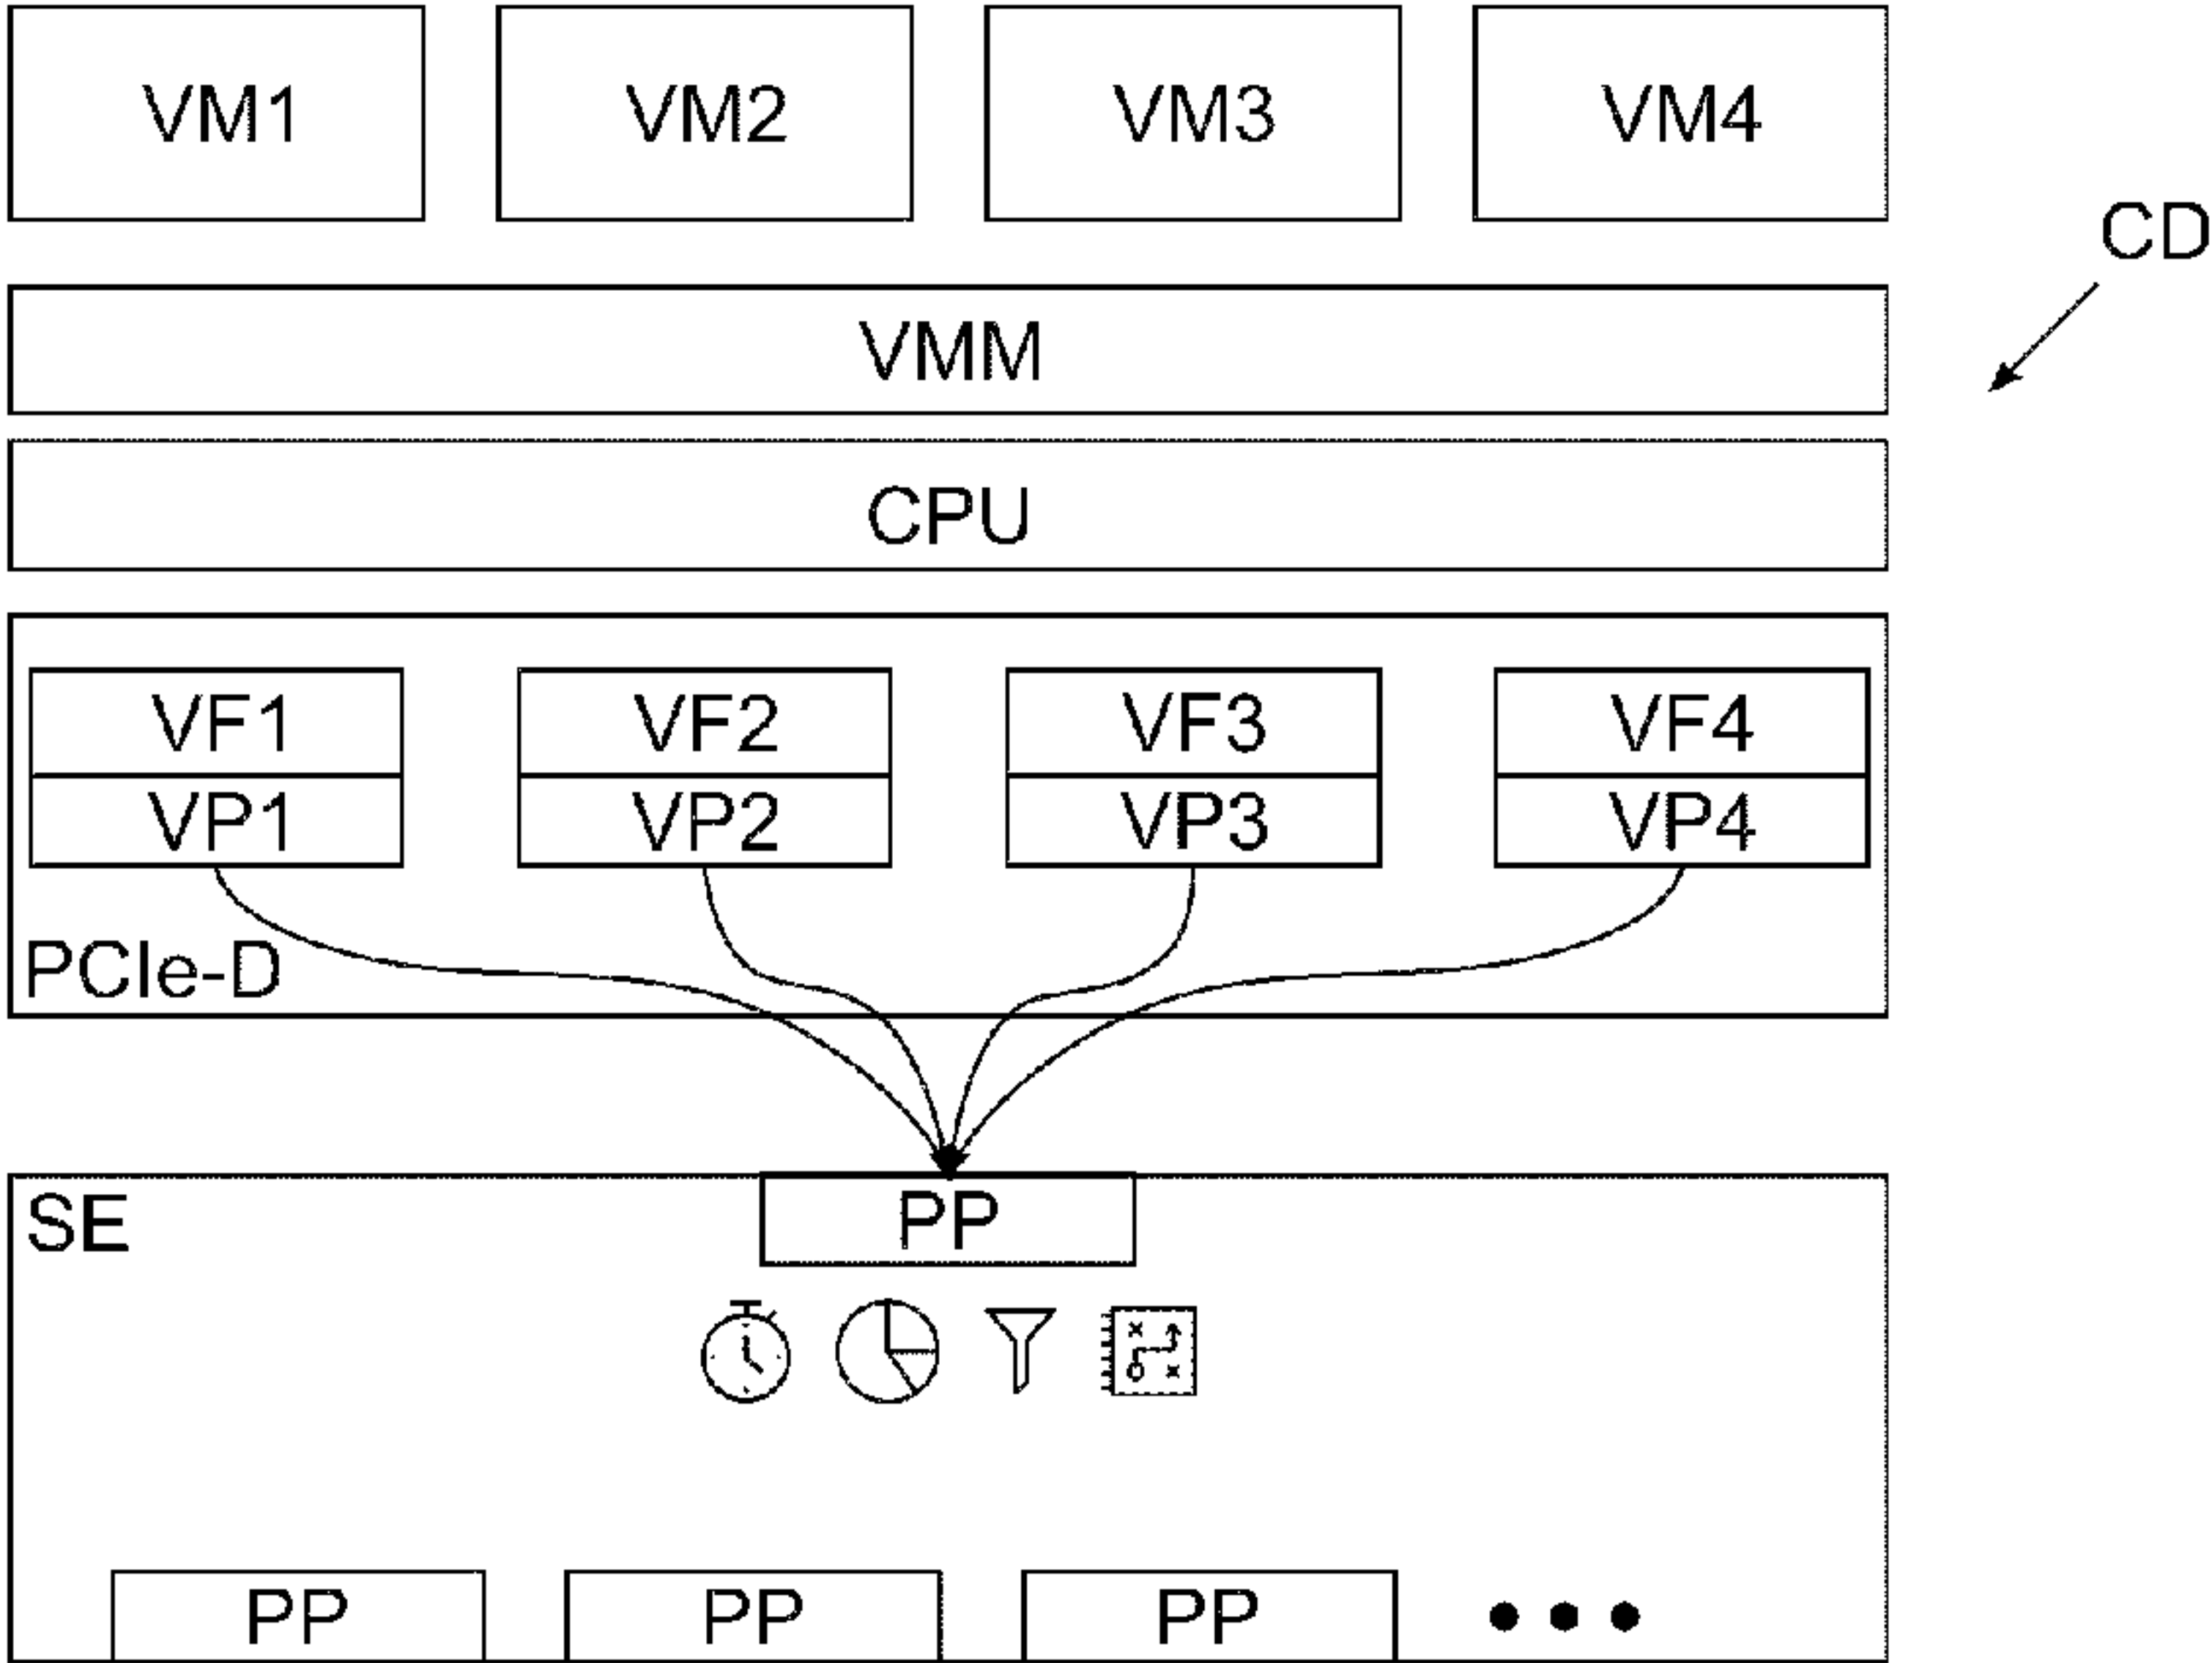 VM1 VM2 VM3 VM4
CD
VMM
CPU
VF1 VF2 VF3 VF4
VP1 VP2 VP3 VP4
PCIe-D
PP
SE
PP PP PP